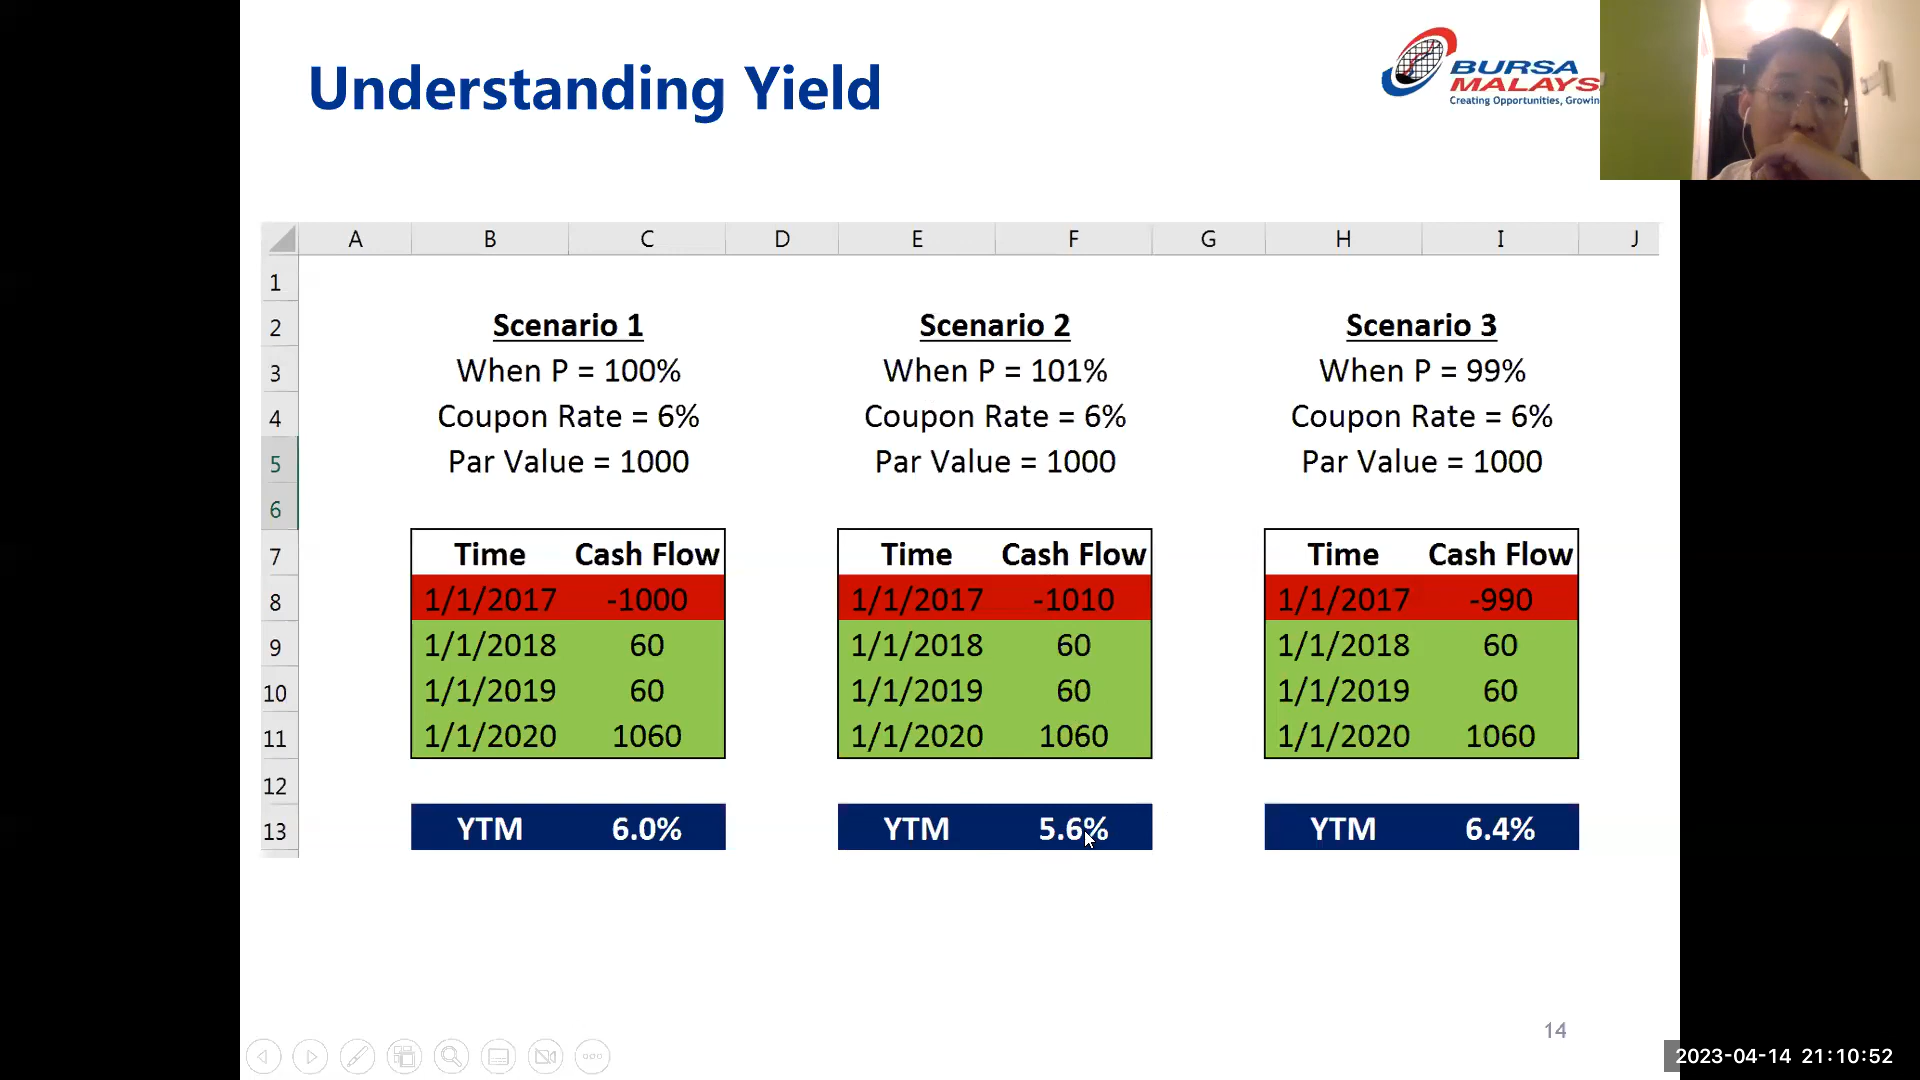 Understanding Yield
BURSA
MALAYS
Creating Opportunities, Growin
A B C D E F G H I J
1
2 Scenario 1 Scenario 2 Scenario 3
3 When P = 100% When P = 101% When P = 99%
4 Coupon Rate = 6% Coupon Rate = 6% Coupon Rate = 6%
5 Par Value = 1000 Par Value = 1000 Par Value = 1000
6
7 Time Cash Flow Time Cash Flow Time Cash Flow
8 1/1/2017 -1000 1/1/2017 -1010 1/1/2017 -990
9 1/1/2018 60 1/1/2018 60 1/1/2018 60
10 1/1/2019 60 1/1/2019 60 1/1/2019 60
11 1/1/2020 1060 1/1/2020 1060 1/1/2020 1060
12
13 YTM 6.0% YTM 5.6% YTM 6.4%
14
2023-04-14 21:10:52